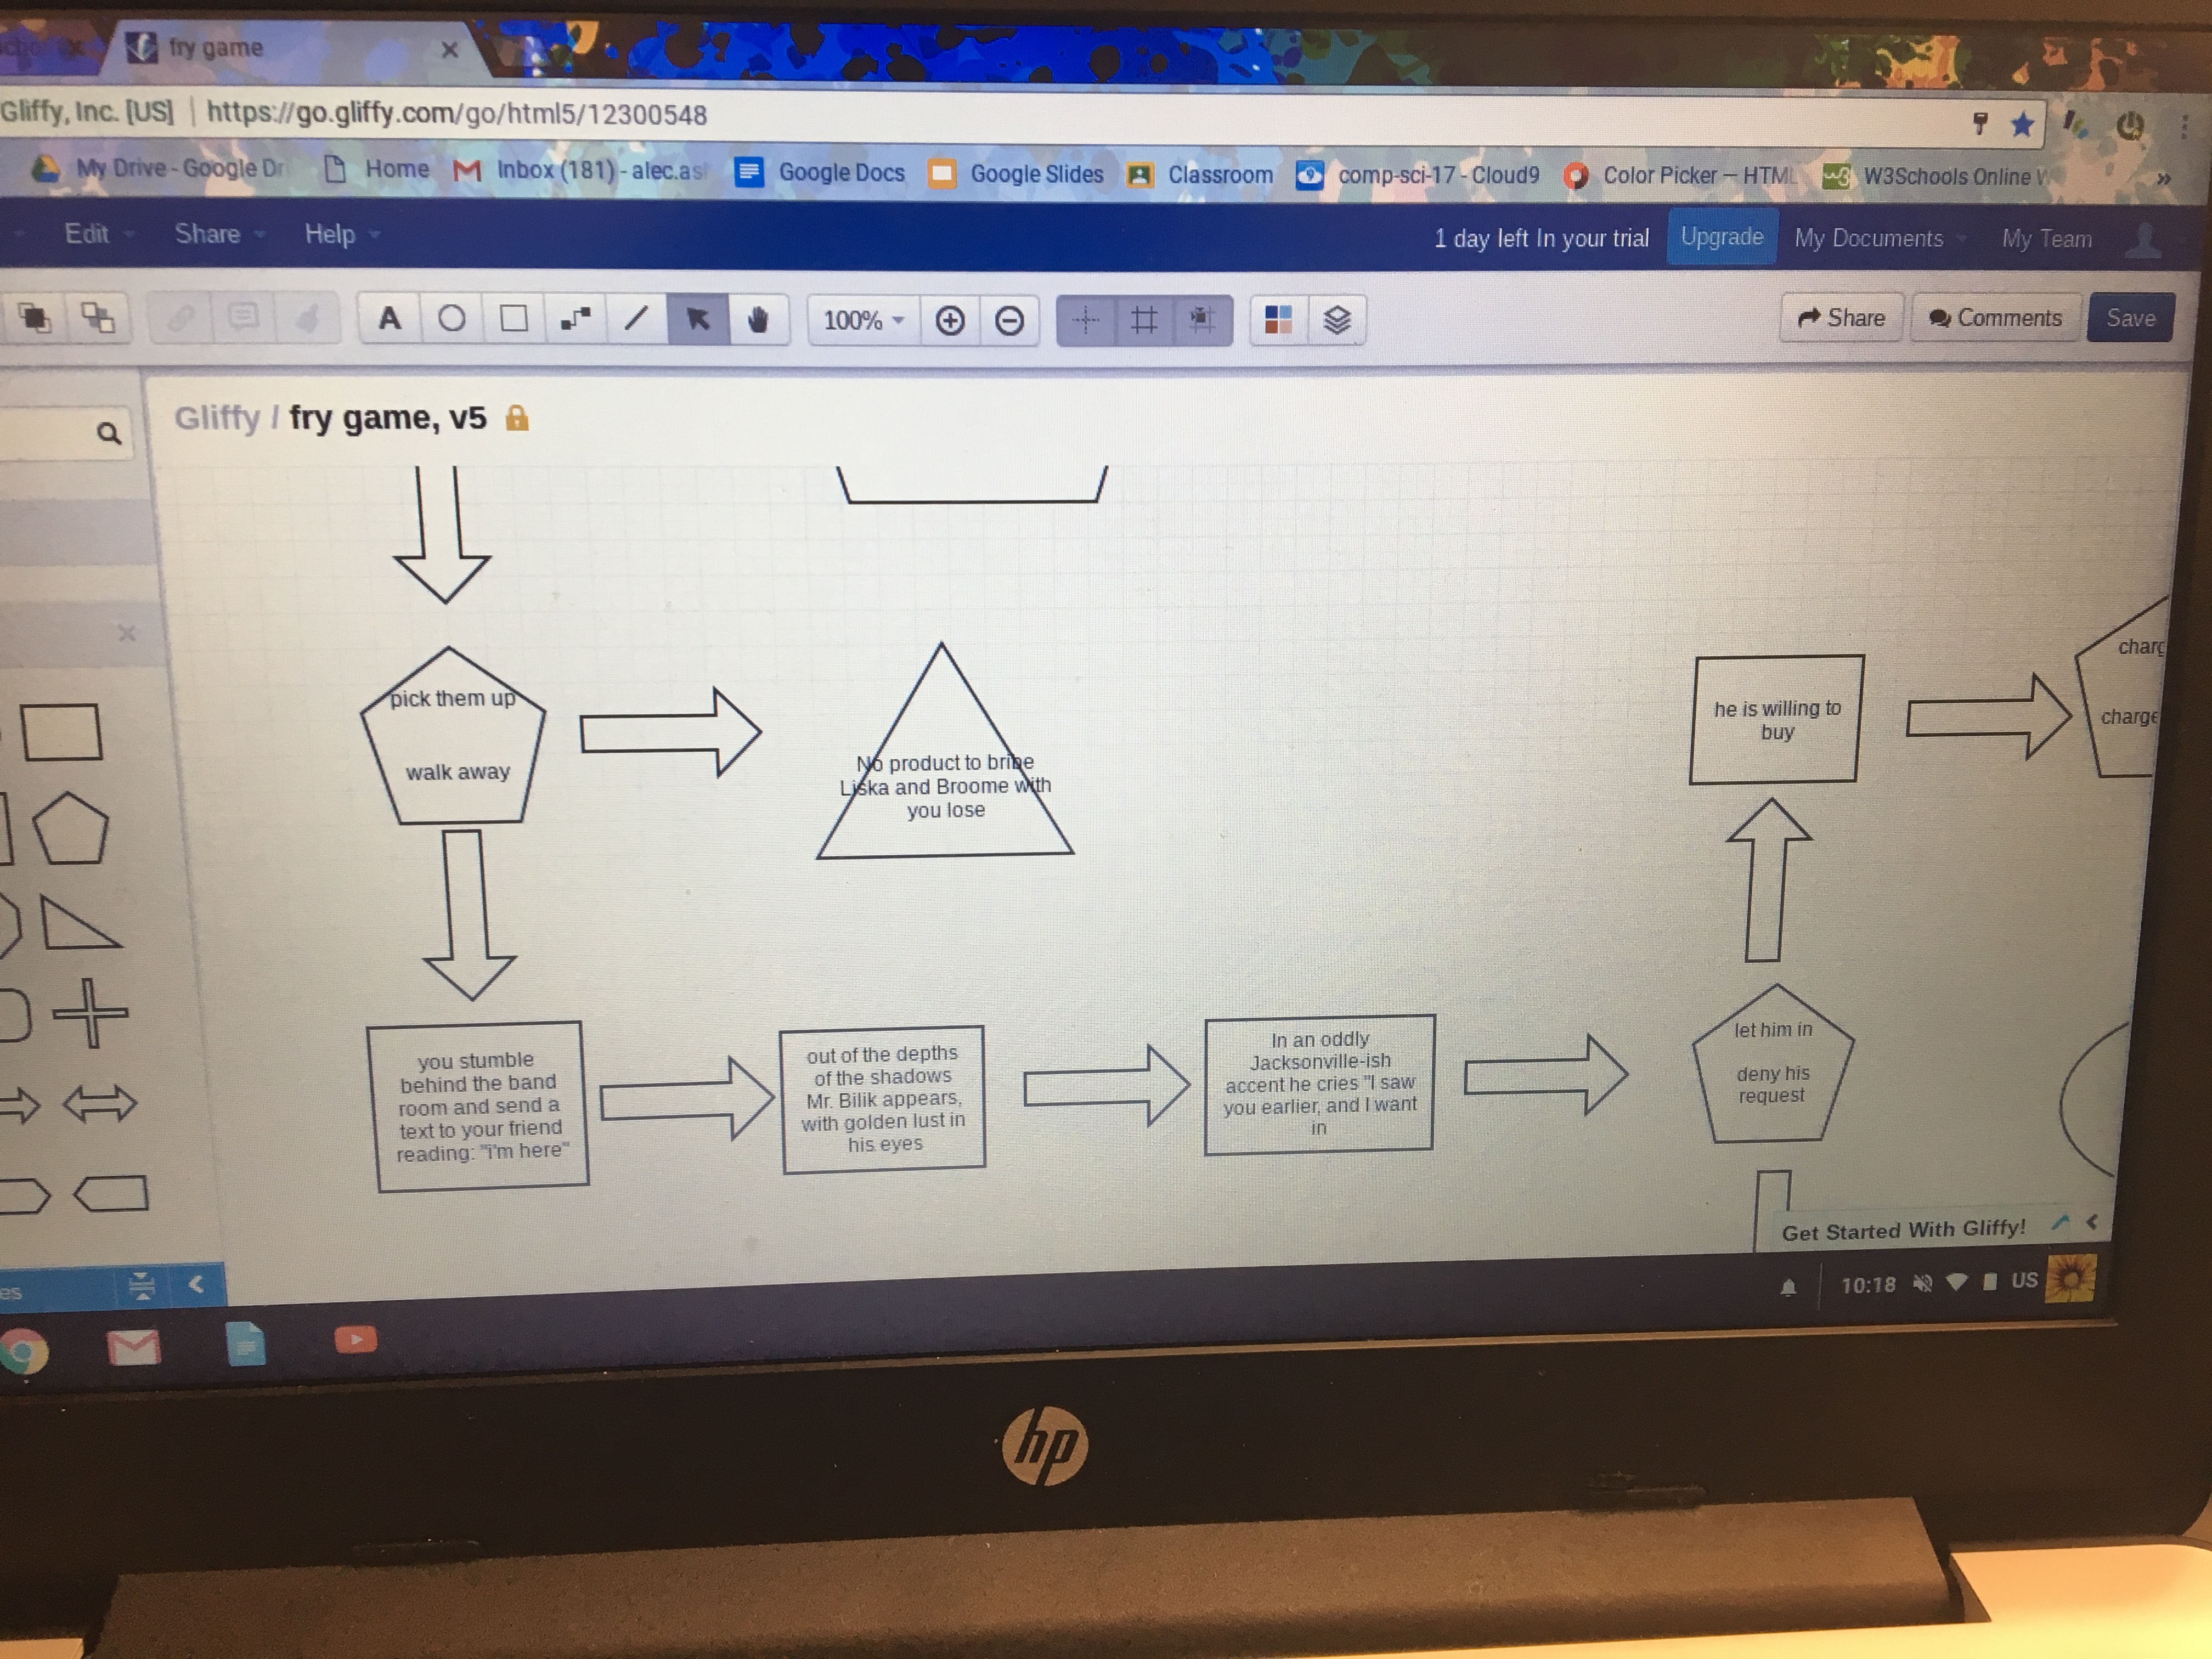 fry game
Gliffy, Inc. [US] | https://go.gliffy.com/go/html5/12300548
My Drive - Google Dr
Home
Inbox (181) - alec.as
Google Docs
Google Slides
Classroom
comp-sci-17 - Cloud9
Color Picker — HTML
W3Schools Online W
»
Edit
Share
Help
1 day left In your trial
Upgrade
My Documents
My Team
A
100%
Share
Comments
Save
Gliffy / fry game, v5
pick them up
walk away
No product to bribe
Liska and Broome with
you lose
he is willing to
buy
charg
charge
you stumble
behind the band
room and send a
text to your friend
reading: "i'm here"
out of the depths
of the shadows
Mr. Bilik appears,
with golden lust in
his eyes
In an oddly
Jacksonville-ish
accent he cries "I saw
you earlier, and I want
in
let him in
deny his
request
Get Started With Gliffy!
es
10:18
US
hp